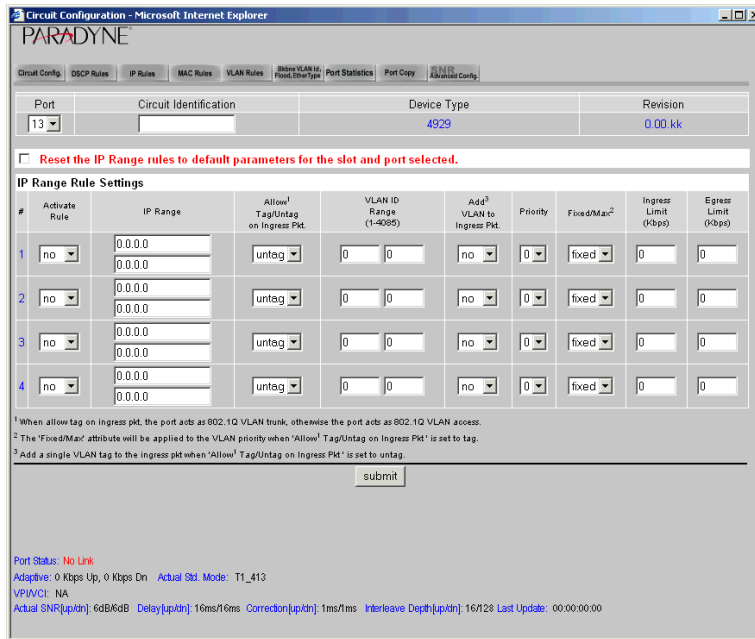 Circuit Configuration - Microsoft Internet Explorer
PARADYNE®
Circuit Config. DSCP Rules IP Rules MAC Rules VLAN Rules Bkbne VLAN Id, Flood, EtherType Port Statistics Port Copy SNR Advanced Config.
Port Circuit Identification Device Type Revision
13 4929 0.00.kk
Reset the IP Range rules to default parameters for the slot and port selected.
IP Range Rule Settings
# Activate Rule IP Range Allow1 Tag/Untag on Ingress Pkt. VLAN ID Range (1-4085) Add3 VLAN to Ingress Pkt. Priority Fixed/Max2 Ingress Limit (Kbps) Egress Limit (Kbps)
1 no 0.0.0.0 0.0.0.0 untag 0 0 no 0 fixed 0 0
2 no 0.0.0.0 0.0.0.0 untag 0 0 no 0 fixed 0 0
3 no 0.0.0.0 0.0.0.0 untag 0 0 no 0 fixed 0 0
4 no 0.0.0.0 0.0.0.0 untag 0 0 no 0 fixed 0 0
1 When allow tag on ingress pkt, the port acts as 802.1Q VLAN trunk, otherwise the port acts as 802.1Q VLAN access.
2 The 'Fixed/Max' attribute will be applied to the VLAN priority when 'Allow1 Tag/Untag on Ingress Pkt' is set to tag.
3 Add a single VLAN tag to the ingress pkt when 'Allow1 Tag/Untag on Ingress Pkt' is set to untag.
submit
Port Status: No Link
Adaptive: 0 Kbps Up, 0 Kbps Dn Actual Std. Mode: T1_413
VPI/VCI: NA
Actual SNR[up/dn]: 6dB/6dB Delay[up/dn]: 16ms/16ms Correction[up/dn]: 1ms/1ms Interleave Depth[up/dn]: 16/128 Last Update: 00:00:00:00